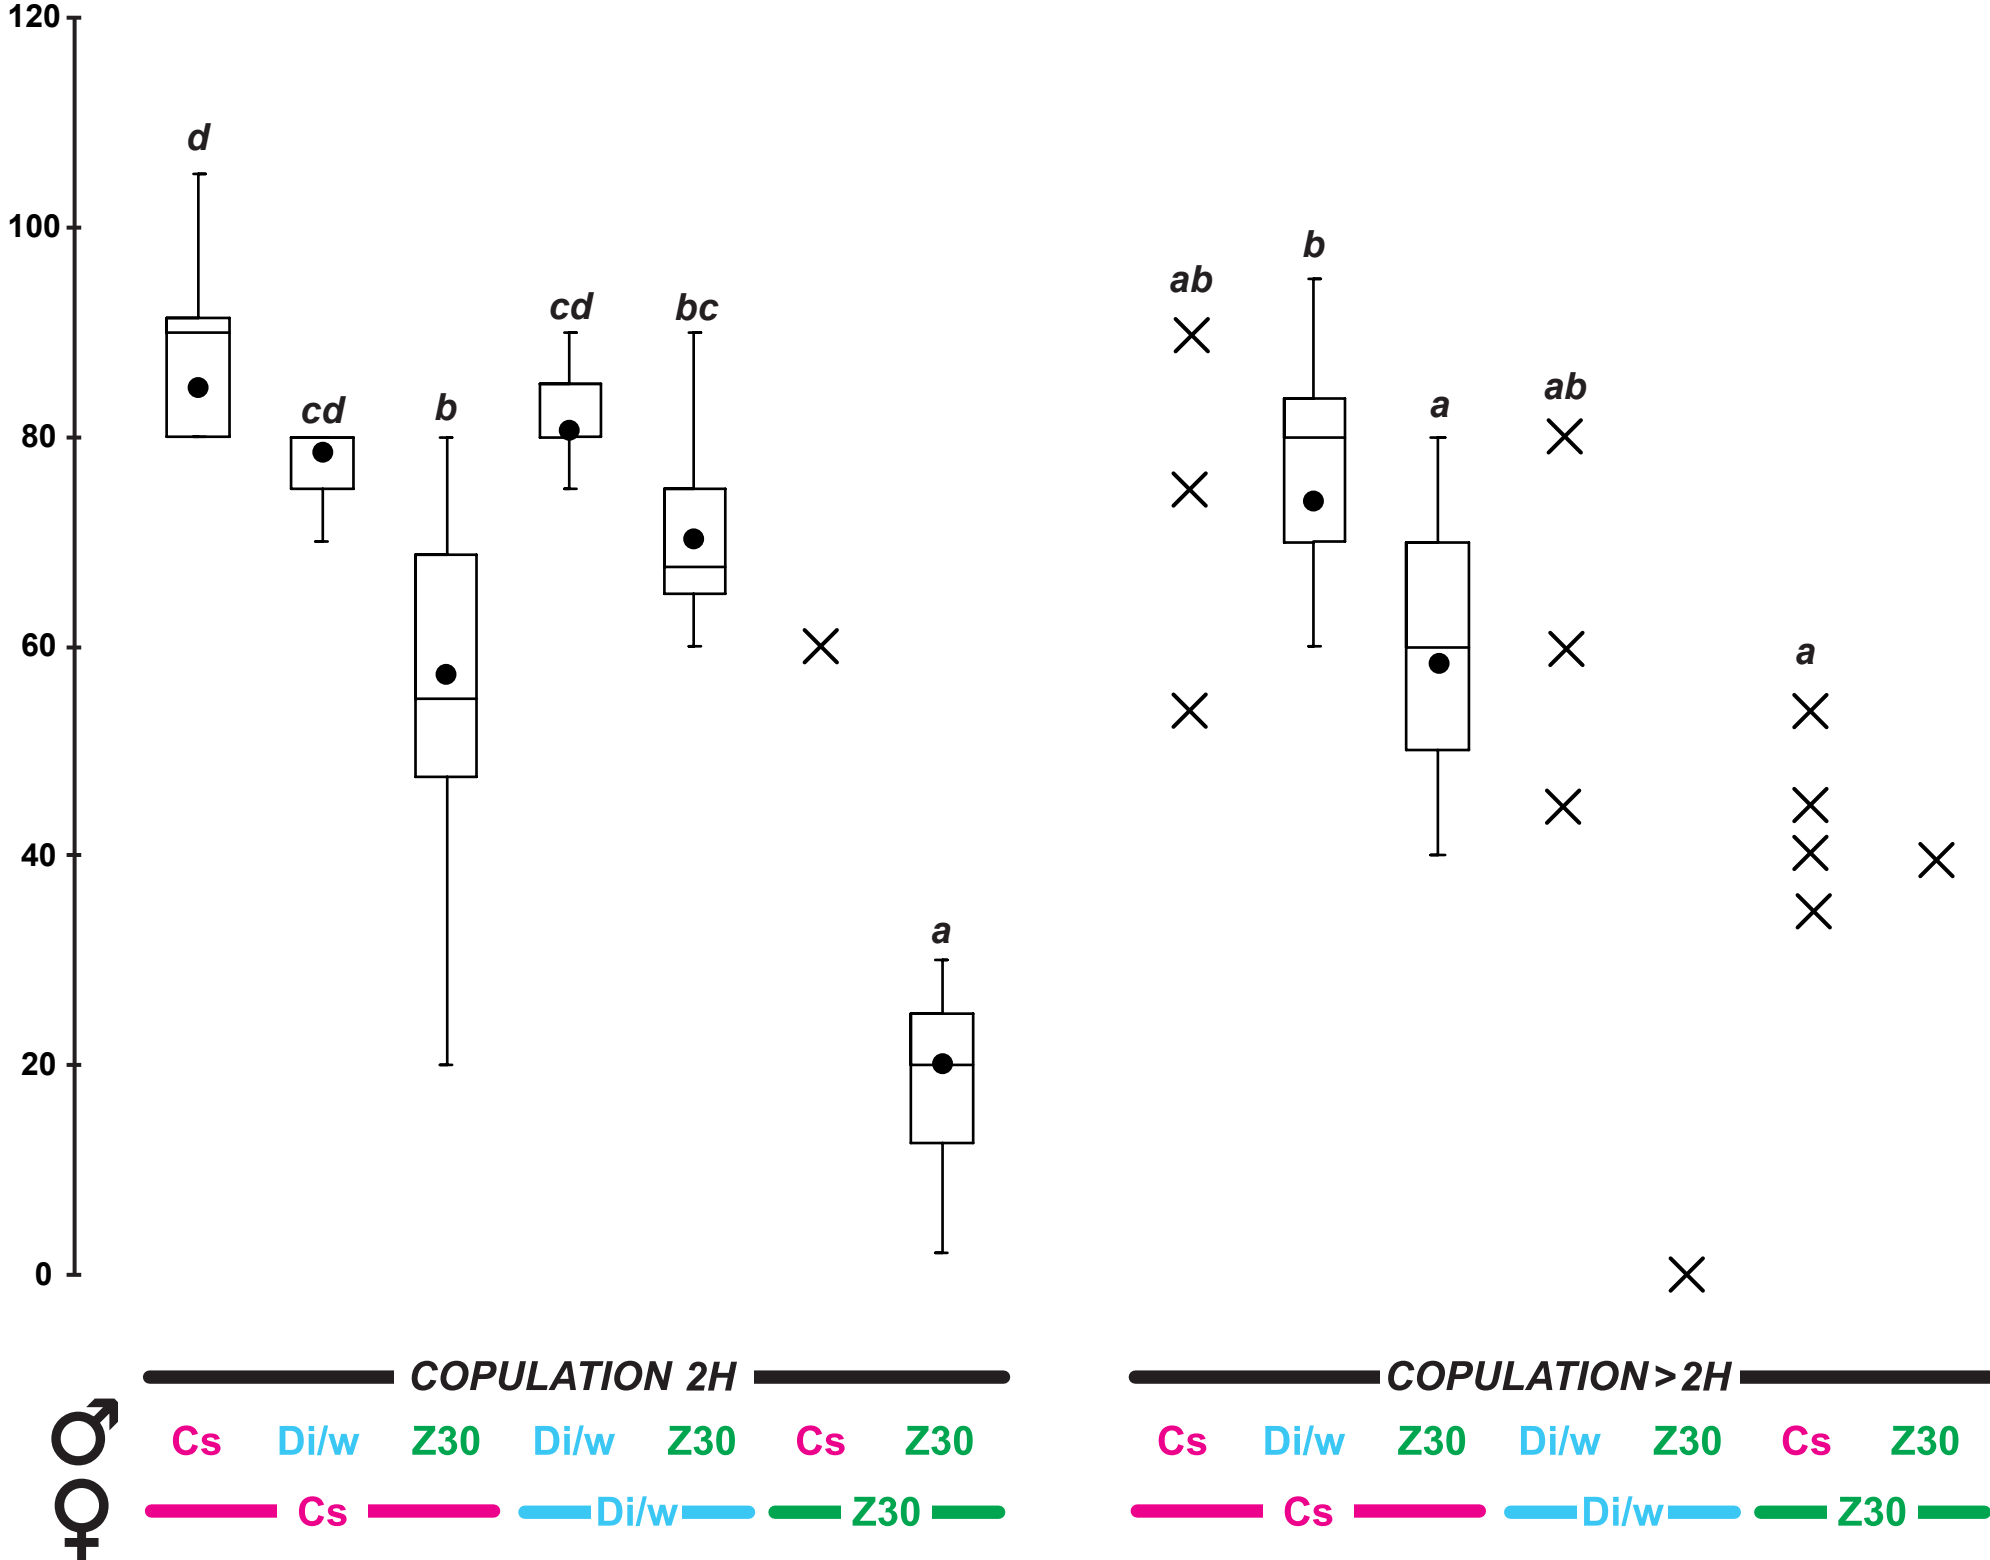 120
d
100
b
ab
cd
bc
ab
cd
b
a
80
60
a
40
a
20
0
COPULATION 2H
COPULATION > 2H
♂ Cs Di/w Z30 Di/w Z30 Cs Z30
Cs Di/w Z30 Di/w Z30 Cs Z30
♀ Cs Di/w Z30
Cs Di/w Z30